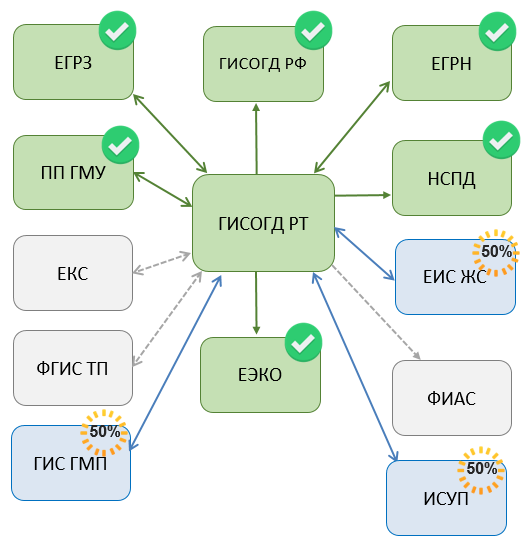 ЕГРЗ
ГИСОГД РФ
ЕГРН
ПП ГМУ
НСПД
ГИСОГД РТ
ЕКС
50%
ЕИС ЖС
ФГИС ТП
ЕЭКО
ФИАС
50%
ГИС ГМП
50%
ИСУП